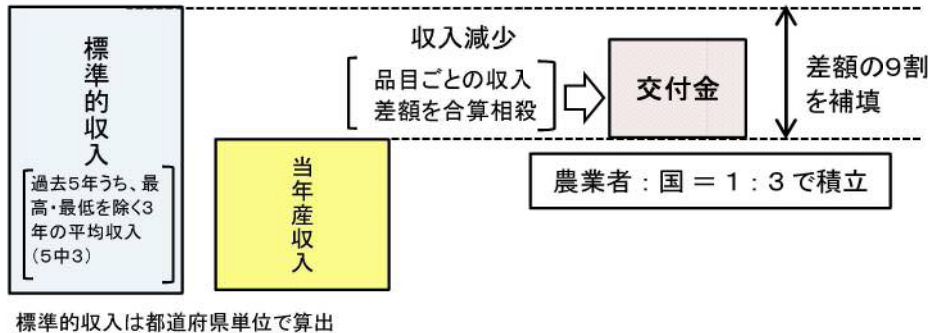 標準的収入
過去5年うち、最
高・最低を除く3
年の平均収入
(5中3)
当年産収入
収入減少
品目ごとの収入
差額を合算相殺
交付金
差額の9割
を補填
農業者:国＝1:3で積立
標準的収入は都道府県単位で算出